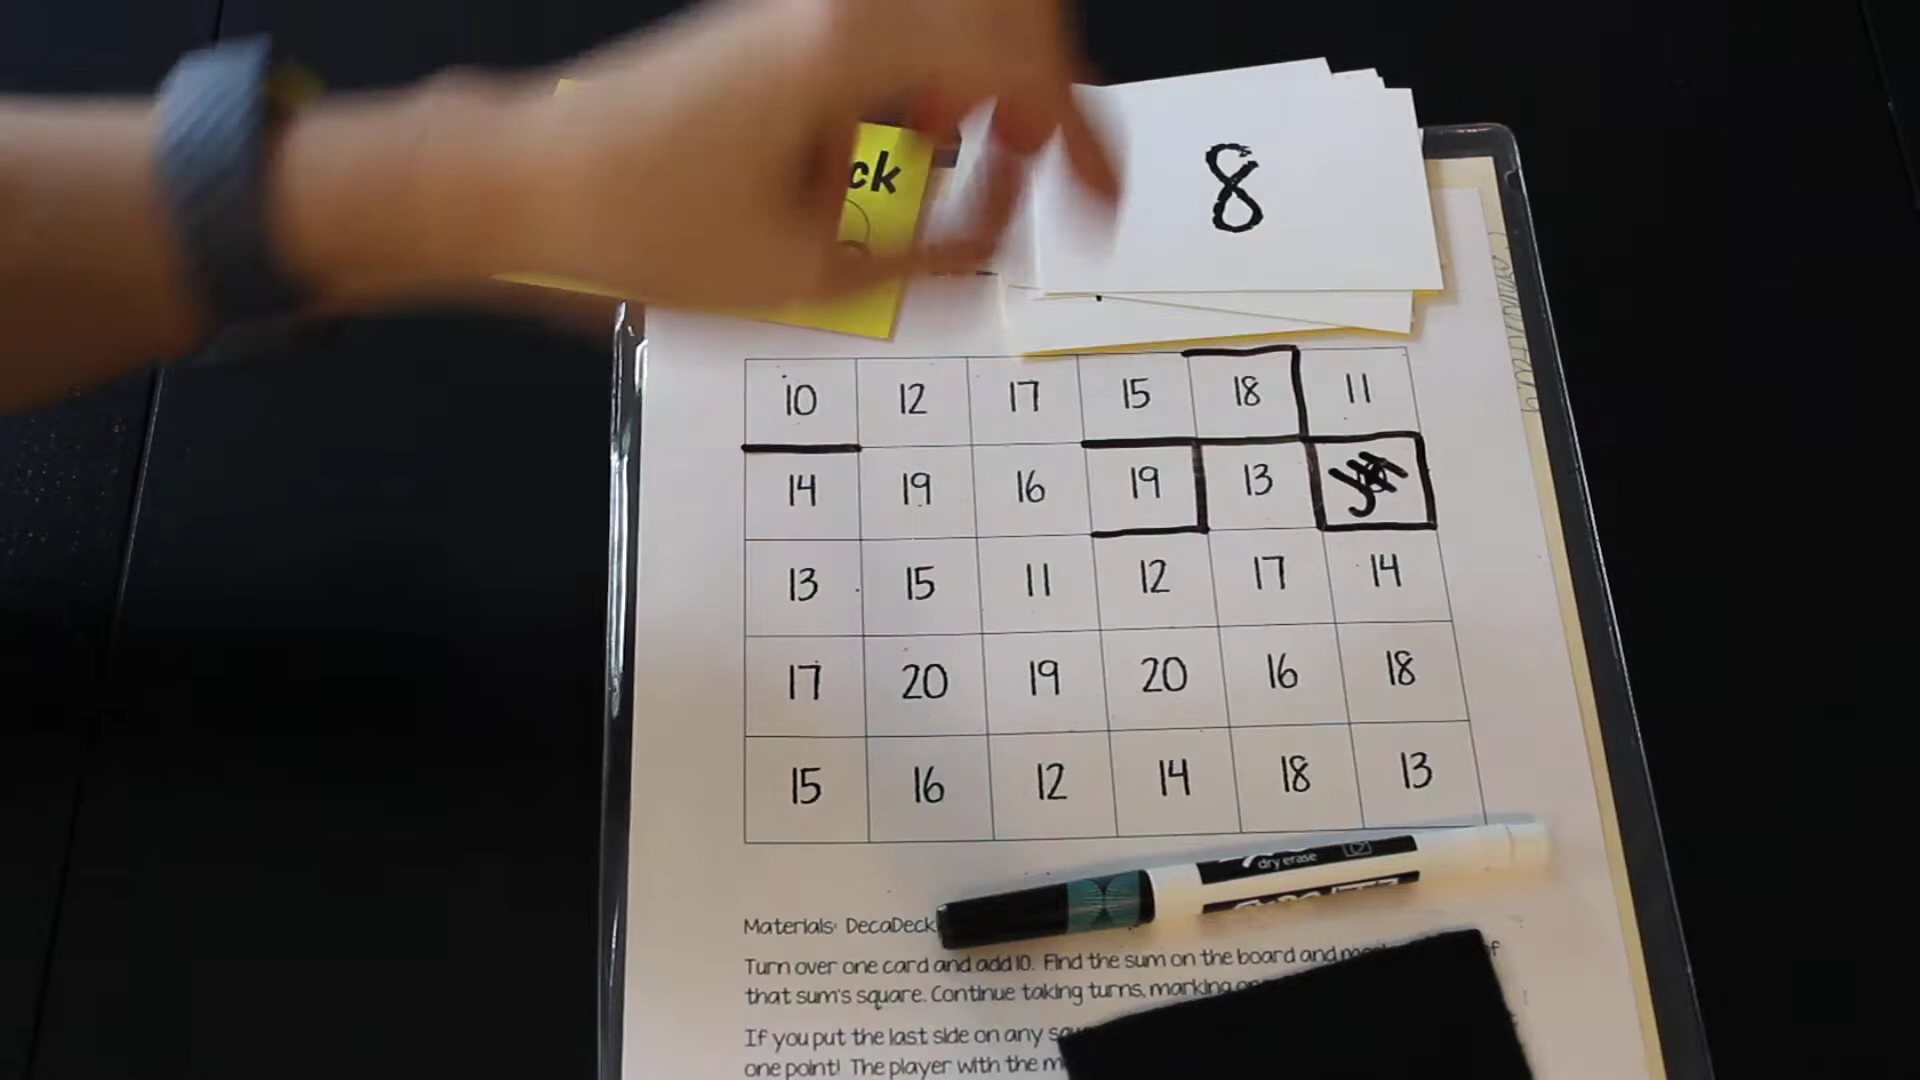 ck
8
10 12 17 15 18 11
14 19 16 19 13
13 15 11 12 17 14
17 20 19 20 16 18
15 16 12 14 18 13
dry erase
Materials: DecaDeck
Turn over one card and add 10. Find the sum on the board and of
that sum's square. Continue taking turns, marking
If you put the last side on any
one point! The player with the